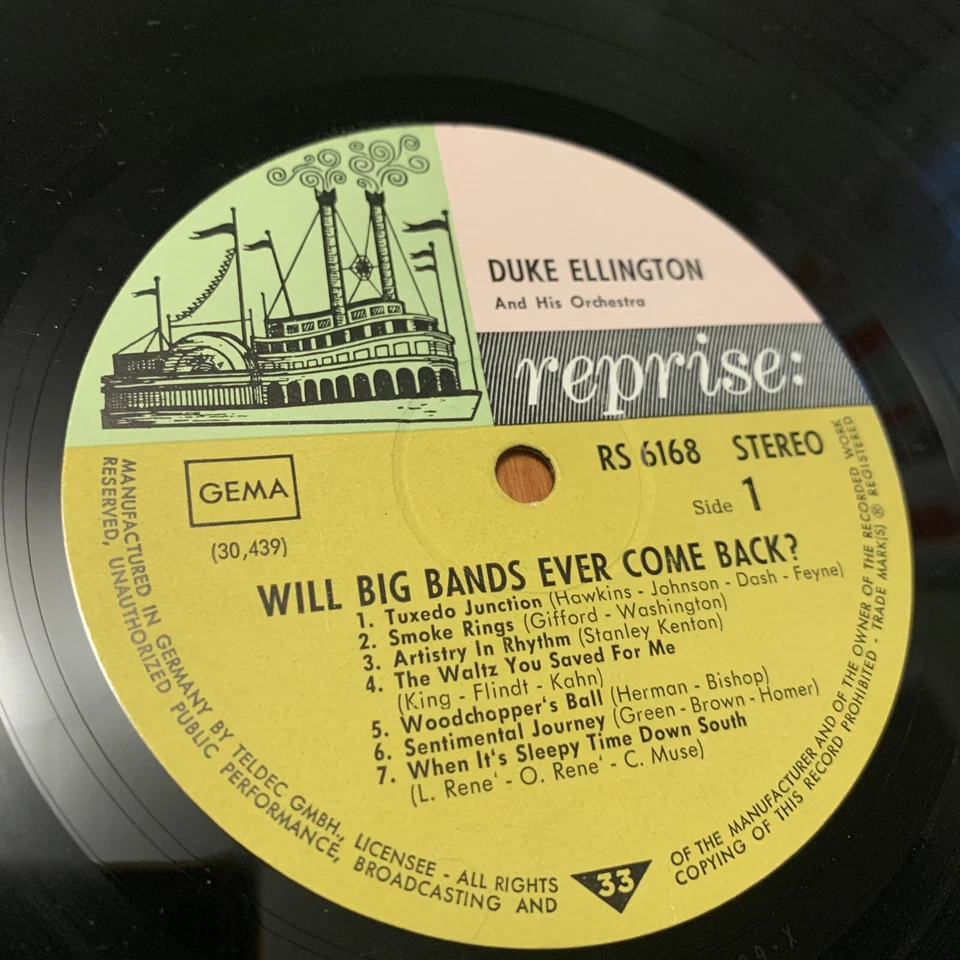 DUKE ELLINGTON
And His Orchestra
reprise:
RS 6168 STEREO
Side 1
GEMA
(30,439)
WILL BIG BANDS EVER COME BACK?
1. Tuxedo Junction (Hawkins - Johnson - Dash - Feyne)
2. Smoke Rings (Gifford - Washington)
3. Artistry In Rhythm (Stanley Kenton)
4. The Waltz You Saved For Me
(King - Flindt - Kahn)
5. Woodchopper's Ball (Herman - Bishop)
6. Sentimental Journey (Green - Brown - Homer)
7. When It's Sleepy Time Down South
(L. Rene' - O. Rene' - C. Muse)
MANUFACTURED IN GERMANY BY TELDEC GMBH., LICENSEE - ALL RIGHTS
OF THE MANUFACTURER AND OF THE OWNER OF THE RECORDED WORK
RESERVED, UNAUTHORIZED PUBLIC PERFORMANCE, BROADCASTING AND
COPYING OF THIS RECORD PROHIBITED - TRADE MARK(S) ® REGISTERED
33